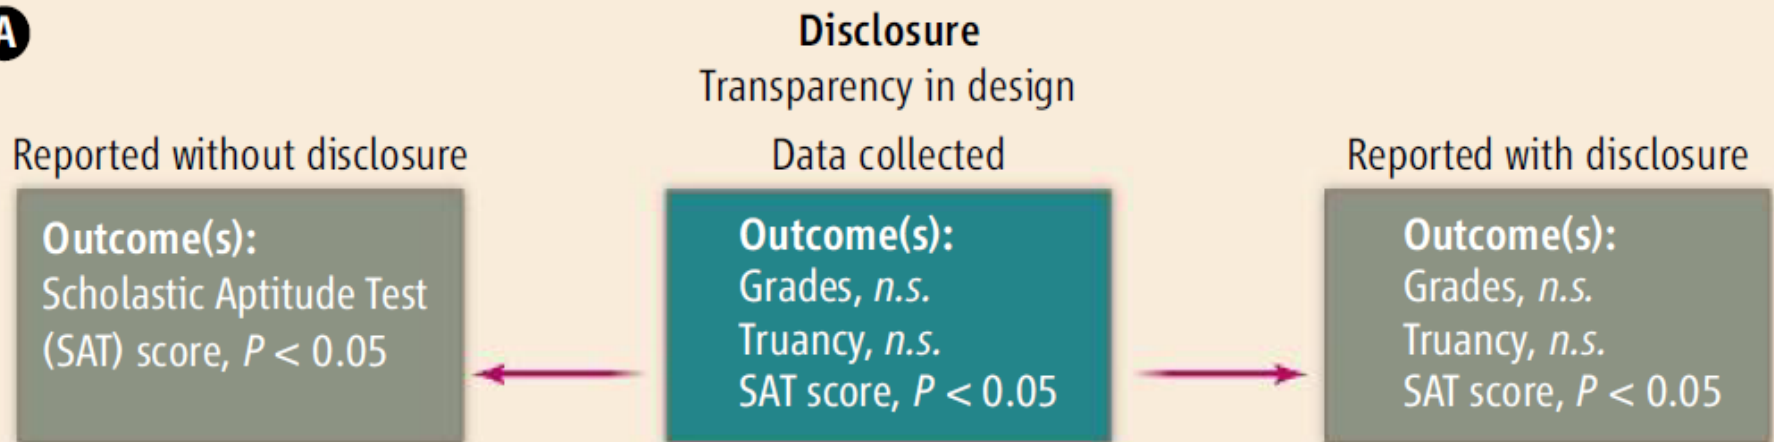 A
Disclosure
Transparency in design
Reported without disclosure
Outcome(s):
Scholastic Aptitude Test
(SAT) score, P < 0.05
Data collected
Outcome(s):
Grades, n.s.
Truancy, n.s.
SAT score, P < 0.05
Reported with disclosure
Outcome(s):
Grades, n.s.
Truancy, n.s.
SAT score, P < 0.05